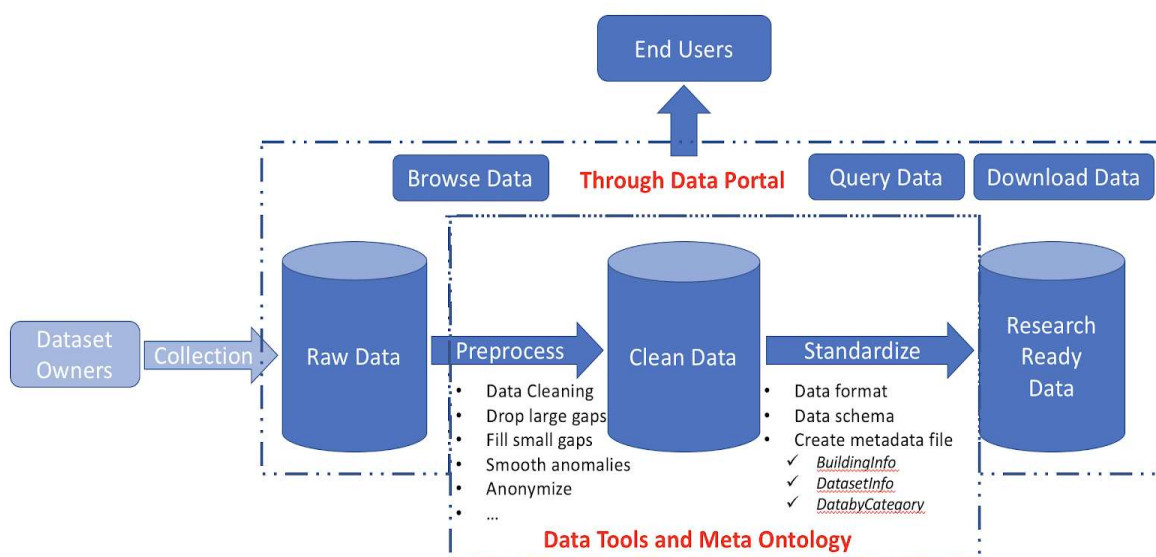 End Users
Browse Data
Through Data Portal
Query Data
Download Data
Dataset
Owners
Collection
Raw Data
Preprocess
Clean Data
Standardize
Research
Ready
Data
• Data Cleaning
• Drop large gaps
• Fill small gaps
• Smooth anomalies
• Anonymize
• ...
• Data format
• Data schema
• Create metadata file
✓ BuildingInfo
✓ DatasetInfo
✓ DatabyCategory
Data Tools and Meta Ontology